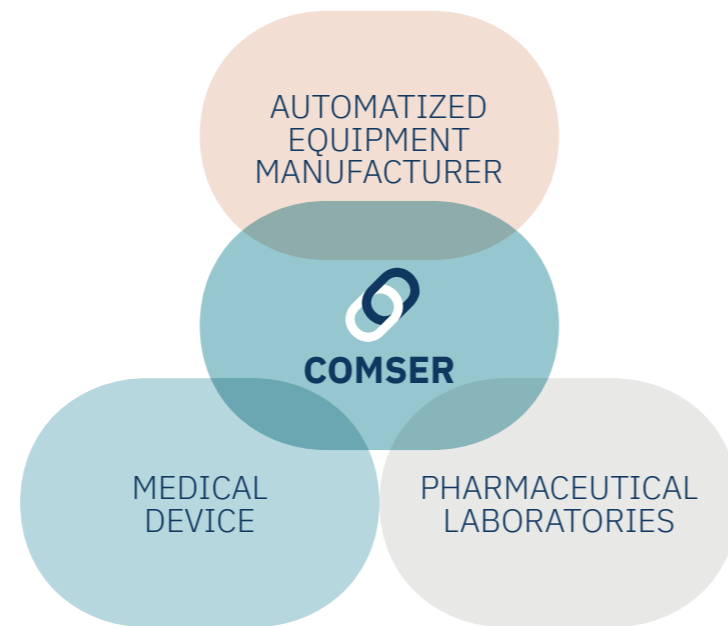 AUTOMATIZED
EQUIPMENT
MANUFACTURER
COMSER
MEDICAL
DEVICE
PHARMACEUTICAL
LABORATORIES